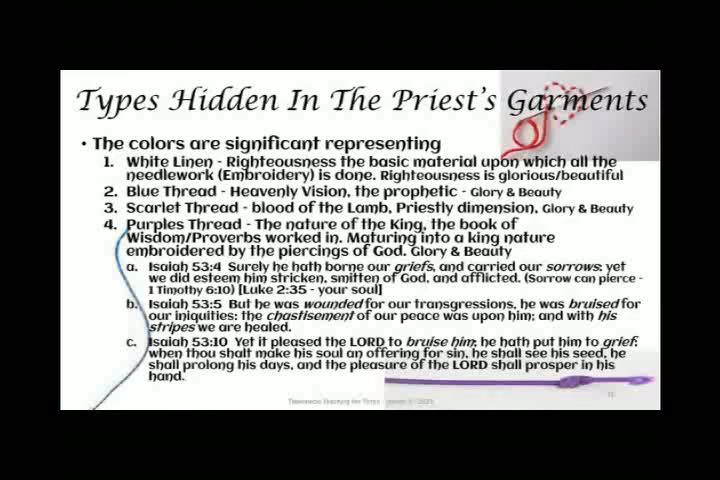 Types Hidden In The Priest's Garments
• The colors are significant representing
1. White Linen - Righteousness the basic material upon which all the
needlework (Embroidery) is done. Righteousness is glorious/beautiful
2. Blue Thread - Heavenly Vision, the prophetic - Glory & Beauty
3. Scarlet Thread - blood of the Lamb, Priestly dimension, Glory & Beauty
4. Purples Thread - The nature of the King, the book of
Wisdom/Proverbs worked in. Maturing into a king nature
embroidered by the piercings of God. Glory & Beauty
a. Isaiah 53:4 Surely he hath borne our griefs, and carried our sorrows: yet
we did esteem him stricken, smitten of God, and afflicted. (Sorrow can pierce -
1 Timothy 6:10) [Luke 2:35 - your soul]
b. Isaiah 53:5 But he was wounded for our transgressions, he was bruised for
our iniquities: the chastisement of our peace was upon him; and with his
stripes we are healed.
c. Isaiah 53:10 Yet it pleased the LORD to bruise him; he hath put him to grief:
when thou shalt make his soul an offering for sin, he shall see his seed, he
shall prolong his days, and the pleasure of the LORD shall prosper in his
hand.
Teaching for